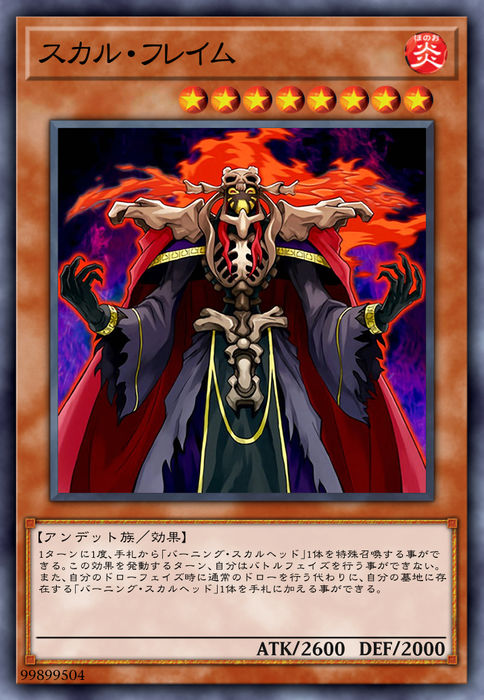 スカル・フレイム
ほのお
炎
【アンデット族／効果】
1ターンに1度、手札から「バーニング・スカルヘッド」1体を特殊召喚する事がで
きる。この効果を発動するターン、自分はバトルフェイズを行う事ができない。
また、自分のドローフェイズ時に通常のドローを行う代わりに、自分の墓地に存
在する「バーニング・スカルヘッド」1体を手札に加える事ができる。
ATK/2600 DEF/2000
99899504